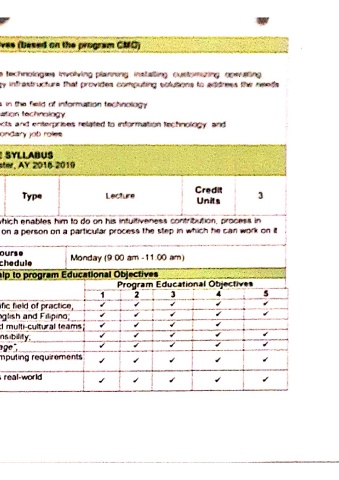 ves (based on the program CMO)
e technologies involving planning, installing, customizing, operating
gy infrastructure that provides computing solutions to address the needs
s in the field of information technology
ation technology
cts and enterprises related to information technology and
ondary job roles
E SYLLABUS
ster, AY 2018-2019
Type Lecture Credit Units 3
which enables him to do on his intuitiveness contribution, process in
on a person on a particular process the step in which he can work on it
ourse
chedule Monday (9:00 am -11:00 am)
hip to program Educational Objectives
Program Educational Objectives
1 2 3 4 5
ific field of practice, ✓ ✓ ✓ ✓ ✓
nglish and Filipino; ✓ ✓ ✓ ✓ ✓
d multi-cultural teams; ✓ ✓ ✓ ✓
nsibility; ✓ ✓ ✓ ✓ ✓
age", ✓ ✓ ✓ ✓ ✓
mputing requirements ✓ ✓ ✓ ✓ ✓
s real-world ✓ ✓ ✓ ✓ ✓